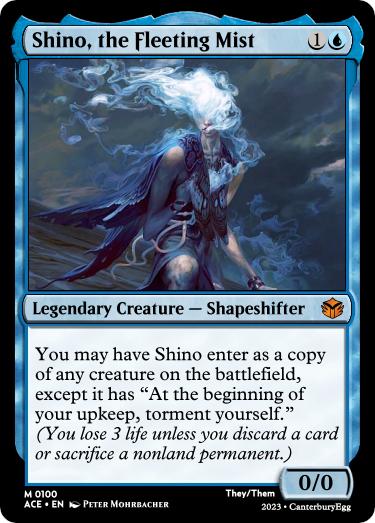 Shino, the Fleeting Mist 1
Legendary Creature — Shapeshifter
You may have Shino enter as a copy
of any creature on the battlefield,
except it has “At the beginning of
your upkeep, torment yourself.”
(You lose 3 life unless you discard a card
or sacrifice a nonland permanent.)
0/0
M 0100 They/Them
ACE • EN Peter Mohrbacher 2023 • CanterburyEgg